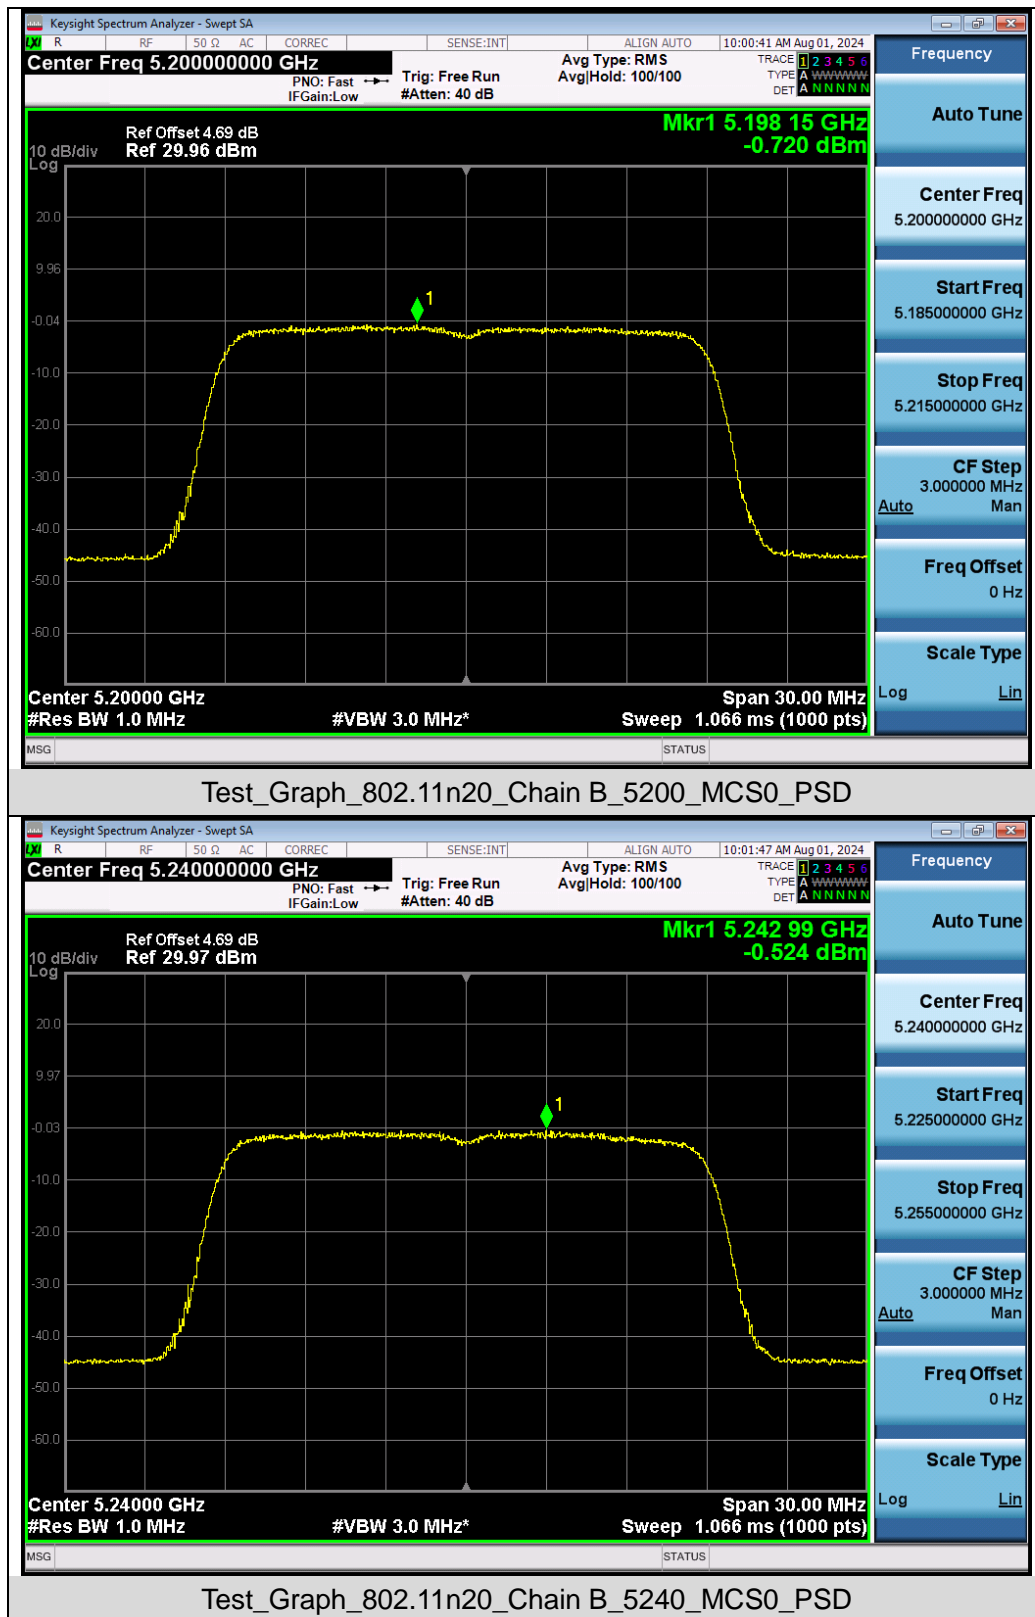 Keysight Spectrum Analyzer - Swept SA
LXI R RF 50 Ω AC CORREC SENSE:INT ALIGN AUTO 10:00:41 AM Aug 01, 2024
Center Freq 5.200000000 GHz
PNO: Fast
IFGain:Low
Trig: Free Run
#Atten: 40 dB
Avg Type: RMS
Avg|Hold: 100/100
TRACE 1 2 3 4 5 6
TYPE A WWWWW
DET A N N N N N
Mkr1 5.198 15 GHz
-0.720 dBm
Ref Offset 4.69 dB
10 dB/div Ref 29.96 dBm
Log
20.0
9.96
1
-0.04
-10.0
-20.0
-30.0
-40.0
-50.0
-60.0
Center 5.20000 GHz Span 30.00 MHz
#Res BW 1.0 MHz #VBW 3.0 MHz* Sweep 1.066 ms (1000 pts)
MSG STATUS
Frequency
Auto Tune
Center Freq
5.200000000 GHz
Start Freq
5.185000000 GHz
Stop Freq
5.215000000 GHz
CF Step
3.000000 MHz
Auto Man
Freq Offset
0 Hz
Scale Type
Log Lin
Test_Graph_802.11n20_Chain B_5200_MCS0_PSD
Keysight Spectrum Analyzer - Swept SA
LXI R RF 50 Ω AC CORREC SENSE:INT ALIGN AUTO 10:01:47 AM Aug 01, 2024
Center Freq 5.240000000 GHz
PNO: Fast
IFGain:Low
Trig: Free Run
#Atten: 40 dB
Avg Type: RMS
Avg|Hold: 100/100
TRACE 1 2 3 4 5 6
TYPE A WWWWW
DET A N N N N N
Mkr1 5.242 99 GHz
-0.524 dBm
Ref Offset 4.69 dB
10 dB/div Ref 29.97 dBm
Log
20.0
9.97
1
-0.03
-10.0
-20.0
-30.0
-40.0
-50.0
-60.0
Center 5.24000 GHz Span 30.00 MHz
#Res BW 1.0 MHz #VBW 3.0 MHz* Sweep 1.066 ms (1000 pts)
MSG STATUS
Frequency
Auto Tune
Center Freq
5.240000000 GHz
Start Freq
5.225000000 GHz
Stop Freq
5.255000000 GHz
CF Step
3.000000 MHz
Auto Man
Freq Offset
0 Hz
Scale Type
Log Lin
Test_Graph_802.11n20_Chain B_5240_MCS0_PSD